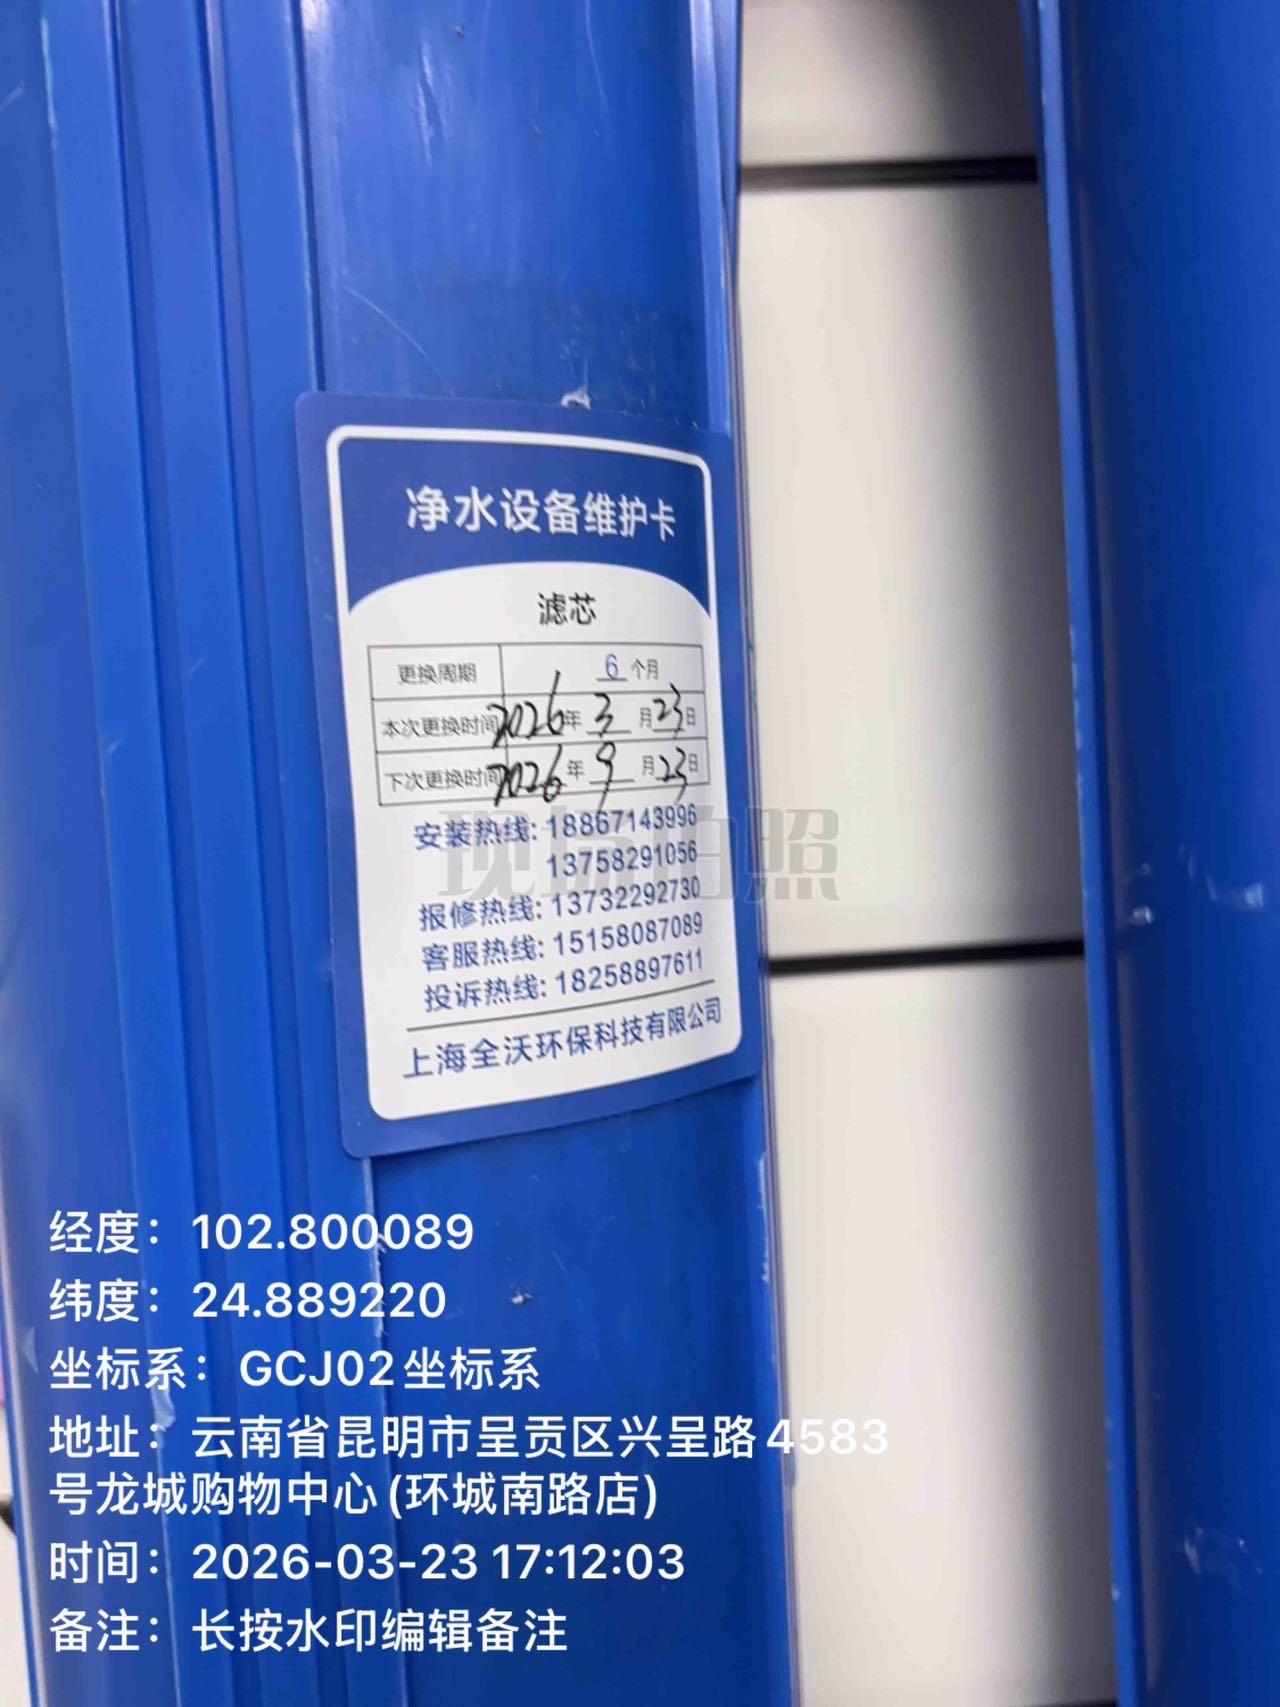 净水设备维护卡
滤芯
更换周期 6 个月
本次更换时间 2026年 3 月 23 日
下次更换时间 2026 年 9 月 23 日
安装热线: 18867143996
13758291056
报修热线: 13732292730
客服热线: 15158087089
投诉热线: 18258897611
上海全沃环保科技有限公司
现场拍照
经度： 102.800089
纬度： 24.889220
坐标系： GCJ02坐标系
地址： 云南省昆明市呈贡区兴呈路4583
号龙城购物中心(环城南路店)
时间： 2026-03-23 17:12:03
备注： 长按水印编辑备注